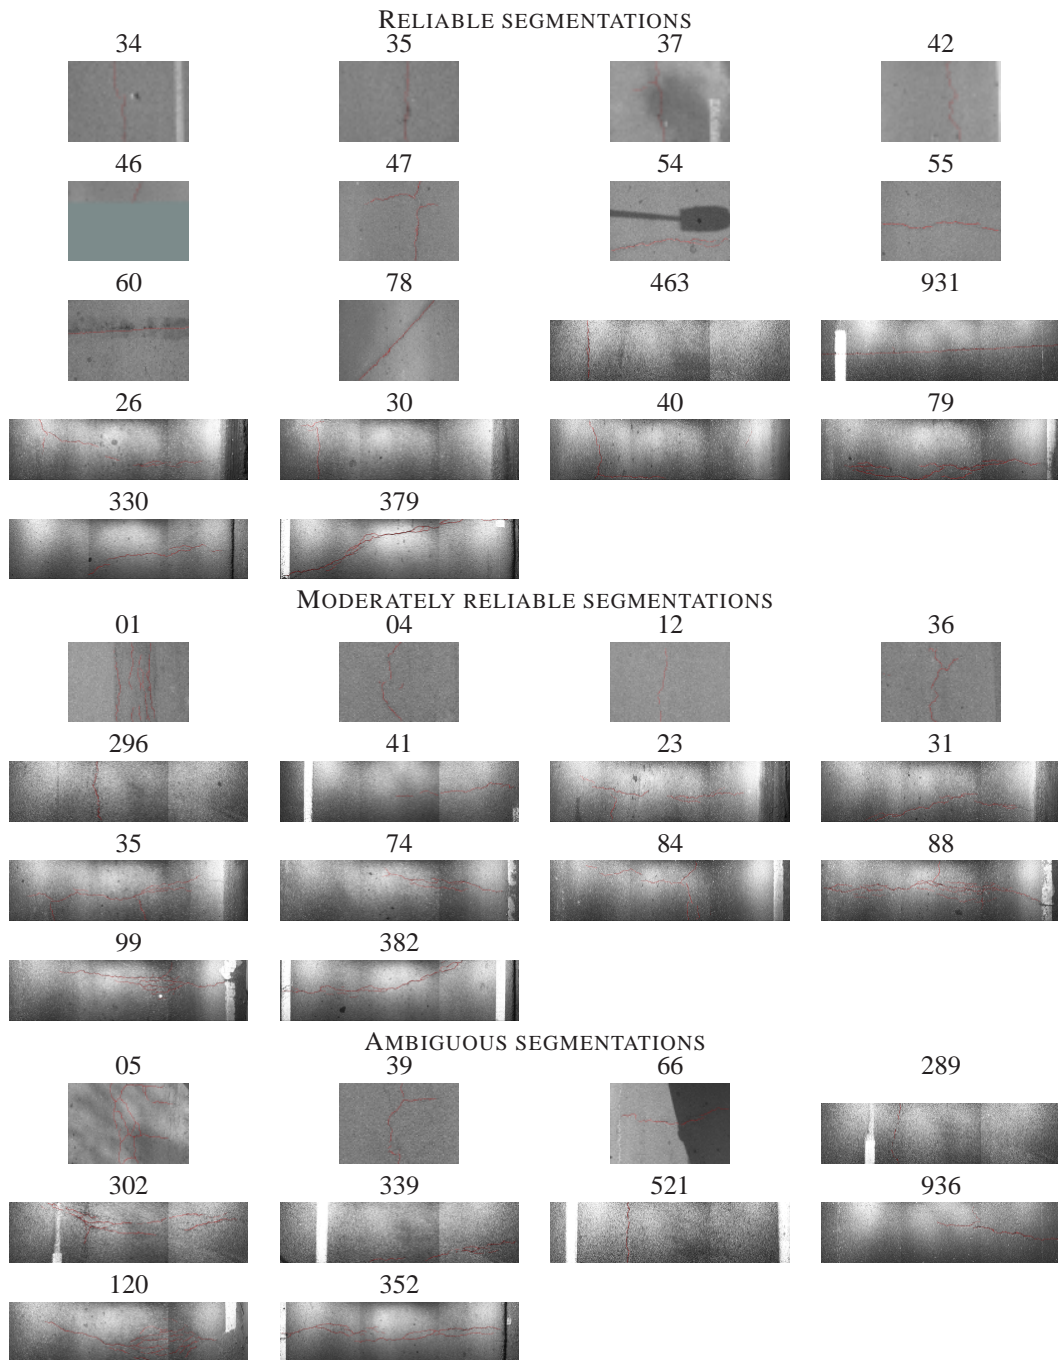 RELIABLE SEGMENTATIONS
34 35 37 42
46 47 54 55
60 78 463 931
26 30 40 79
330 379
MODERATELY RELIABLE SEGMENTATIONS
01 04 12 36
296 41 23 31
35 74 84 88
99 382
AMBIGUOUS SEGMENTATIONS
05 39 66 289
302 339 521 936
120 352